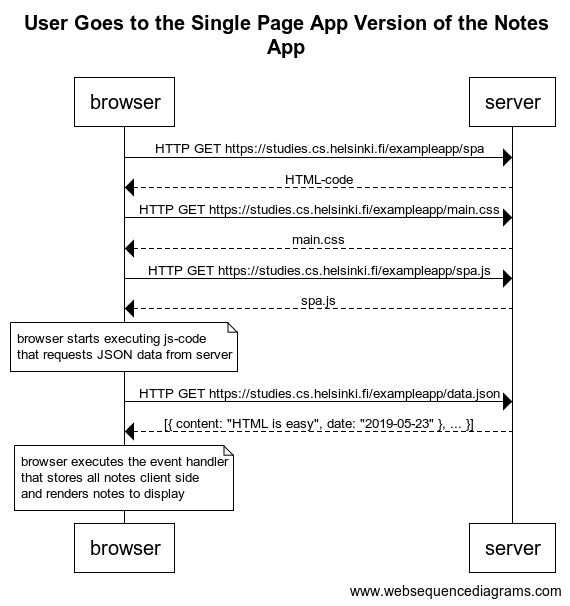 User Goes to the Single Page App Version of the Notes
App
browser
server
HTTP GET https://studies.cs.helsinki.fi/exampleapp/spa
HTML-code
HTTP GET https://studies.cs.helsinki.fi/exampleapp/main.css
main.css
HTTP GET https://studies.cs.helsinki.fi/exampleapp/spa.js
spa.js
browser starts executing js-code
that requests JSON data from server
HTTP GET https://studies.cs.helsinki.fi/exampleapp/data.json
[{ content: "HTML is easy", date: "2019-05-23" }, ... }]
browser executes the event handler
that stores all notes client side
and renders notes to display
browser
server
www.websequencediagrams.com